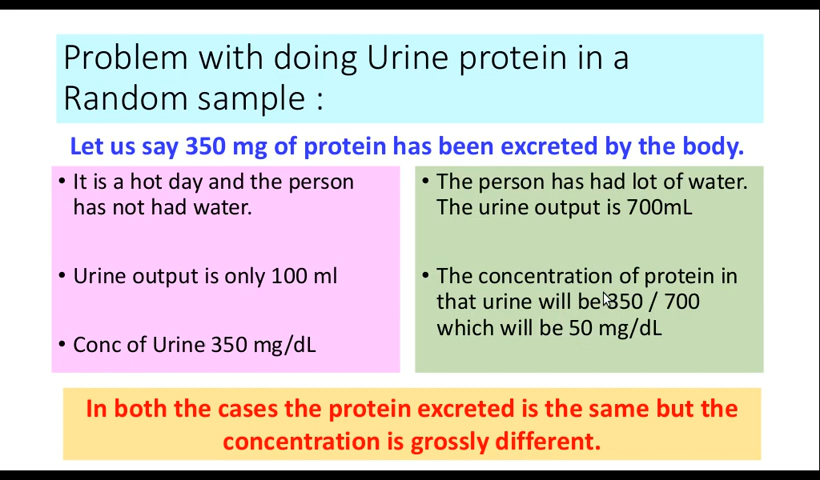 Problem with doing Urine protein in a
Random sample :
Let us say 350 mg of protein has been excreted by the body.
• It is a hot day and the person
has not had water.
• Urine output is only 100 ml
• Conc of Urine 350 mg/dL
• The person has had lot of water.
The urine output is 700mL
• The concentration of protein in
that urine will be 350 / 700
which will be 50 mg/dL
In both the cases the protein excreted is the same but the
concentration is grossly different.